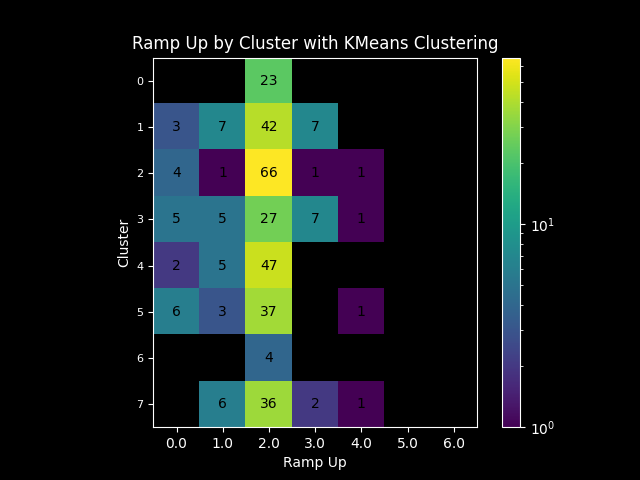 Ramp Up by Cluster with KMeans Clustering
0 23
1 3 7 42 7
2 4 1 66 1 1
3 5 5 27 7 1
4 2 5 47
5 6 3 37 1
6 4
7 6 36 2 1
0.0 1.0 2.0 3.0 4.0 5.0 6.0
Ramp Up
Cluster
10¹
10⁰